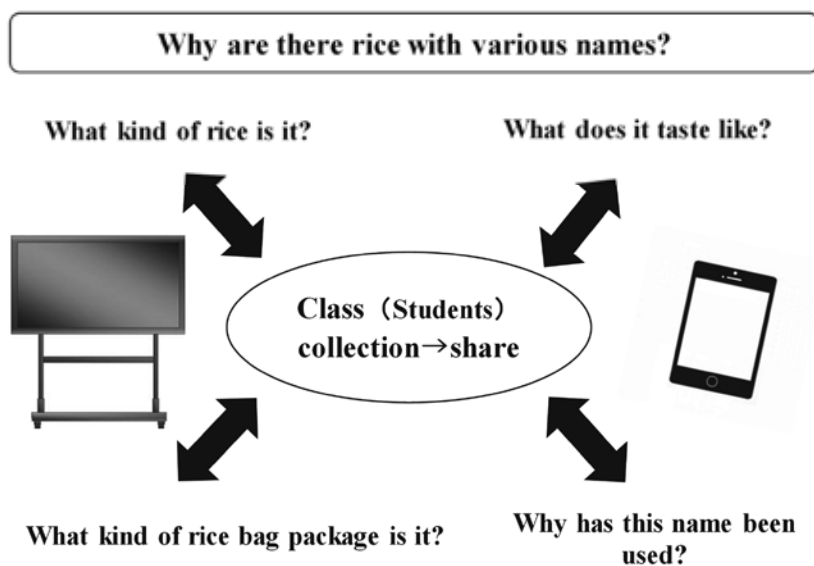 Why are there rice with various names?
What kind of rice is it?
What does it taste like?
Class（Students）
collection→share
What kind of rice bag package is it?
Why has this name been
used?